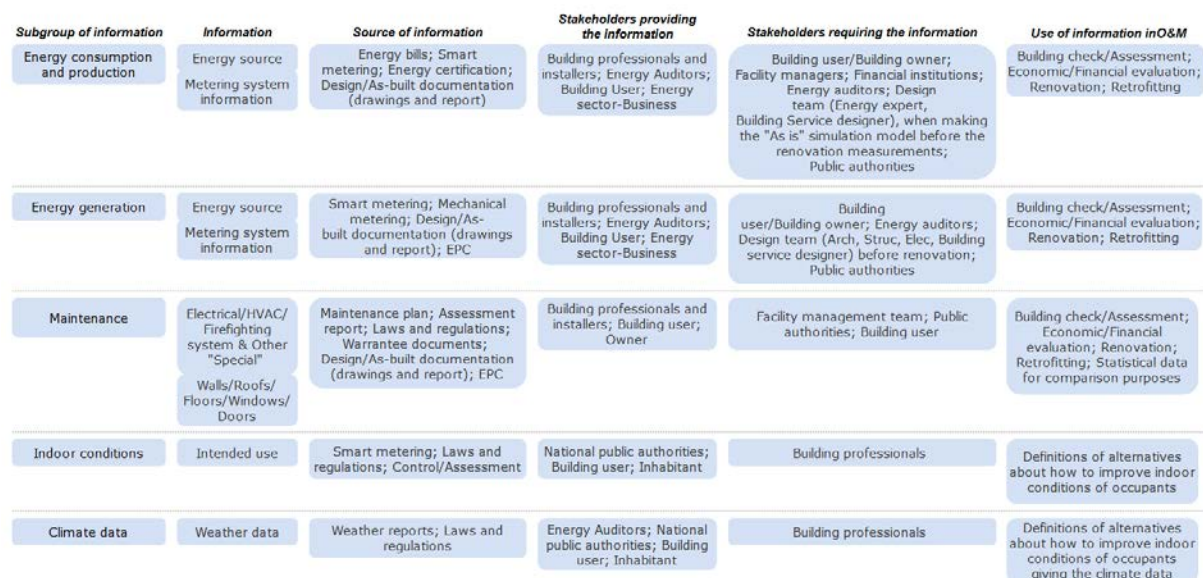 Subgroup of information
Information
Source of information
Stakeholders providing
the information
Stakeholders requiring the information
Use of information inO&M
Energy consumption
and production
Energy source
Metering system
information
Energy bills; Smart
metering; Energy certification;
Design/As-built documentation
(drawings and report)
Building professionals and
installers; Energy Auditors;
Building User; Energy
sector-Business
Building user/Building owner;
Facility managers; Financial institutions;
Energy auditors; Design
team (Energy expert,
Building Service designer), when making
the "As is" simulation model before the
renovation measurements;
Public authorities
Building check/Assessment;
Economic/Financial evaluation;
Renovation; Retrofitting
Energy generation
Energy source
Metering system
information
Smart metering; Mechanical
metering; Design/As-
built documentation (drawings
and report); EPC
Building professionals and
installers; Energy Auditors;
Building User; Energy
sector-Business
Building
user/Building owner; Energy auditors;
Design team (Arch, Struc, Elec, Building
service designer) before renovation;
Public authorities
Building check/Assessment;
Economic/Financial evaluation;
Renovation; Retrofitting
Maintenance
Electrical/HVAC/
Firefighting
system & Other
"Special"
Walls/Roofs/
Floors/Windows/
Doors
Maintenance plan; Assessment
report; Laws and regulations;
Warrantee documents;
Design/As-built documentation
(drawings and report); EPC
Building professionals and
installers; Building user;
Owner
Facility management team; Public
authorities; Building user
Building check/Assessment;
Economic/Financial
evaluation; Renovation;
Retrofitting; Statistical data
for comparison purposes
Indoor conditions
Intended use
Smart metering; Laws and
regulations; Control/Assessment
National public authorities;
Building user; Inhabitant
Building professionals
Definitions of alternatives
about how to improve indoor
conditions of occupants
Climate data
Weather data
Weather reports; Laws and
regulations
Energy Auditors; National
public authorities; Building
user; Inhabitant
Building professionals
Definitions of alternatives
about how to improve indoor
conditions of occupants
giving the climate data